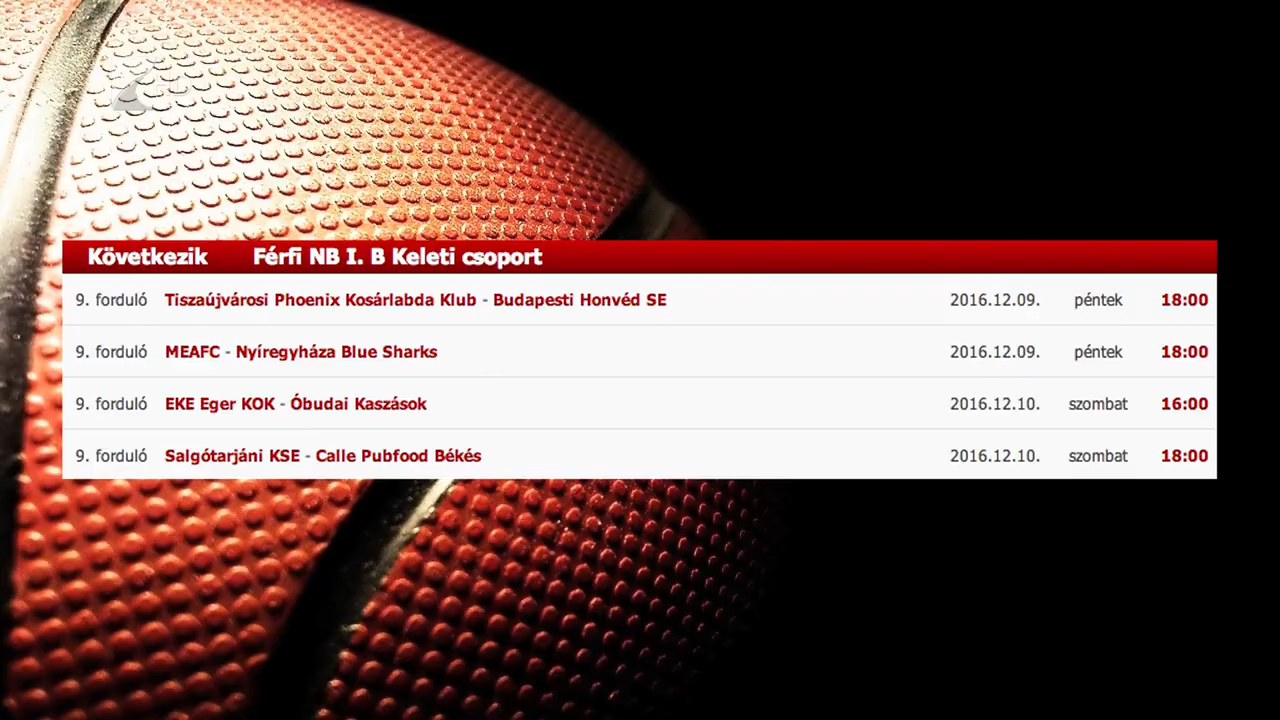 Következik Férfi NB I. B Keleti csoport
9. forduló Tiszaújvárosi Phoenix Kosárlabda Klub - Budapesti Honvéd SE 2016.12.09. péntek 18:00
9. forduló MEAFC - Nyíregyháza Blue Sharks 2016.12.09. péntek 18:00
9. forduló EKE Eger KOK - Óbudai Kaszások 2016.12.10. szombat 16:00
9. forduló Salgótarjáni KSE - Calle Pubfood Békés 2016.12.10. szombat 18:00